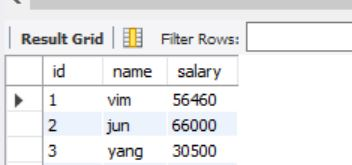 Result Grid Filter Rows:
id name salary
1 vim 56460
2 jun 66000
3 yang 30500